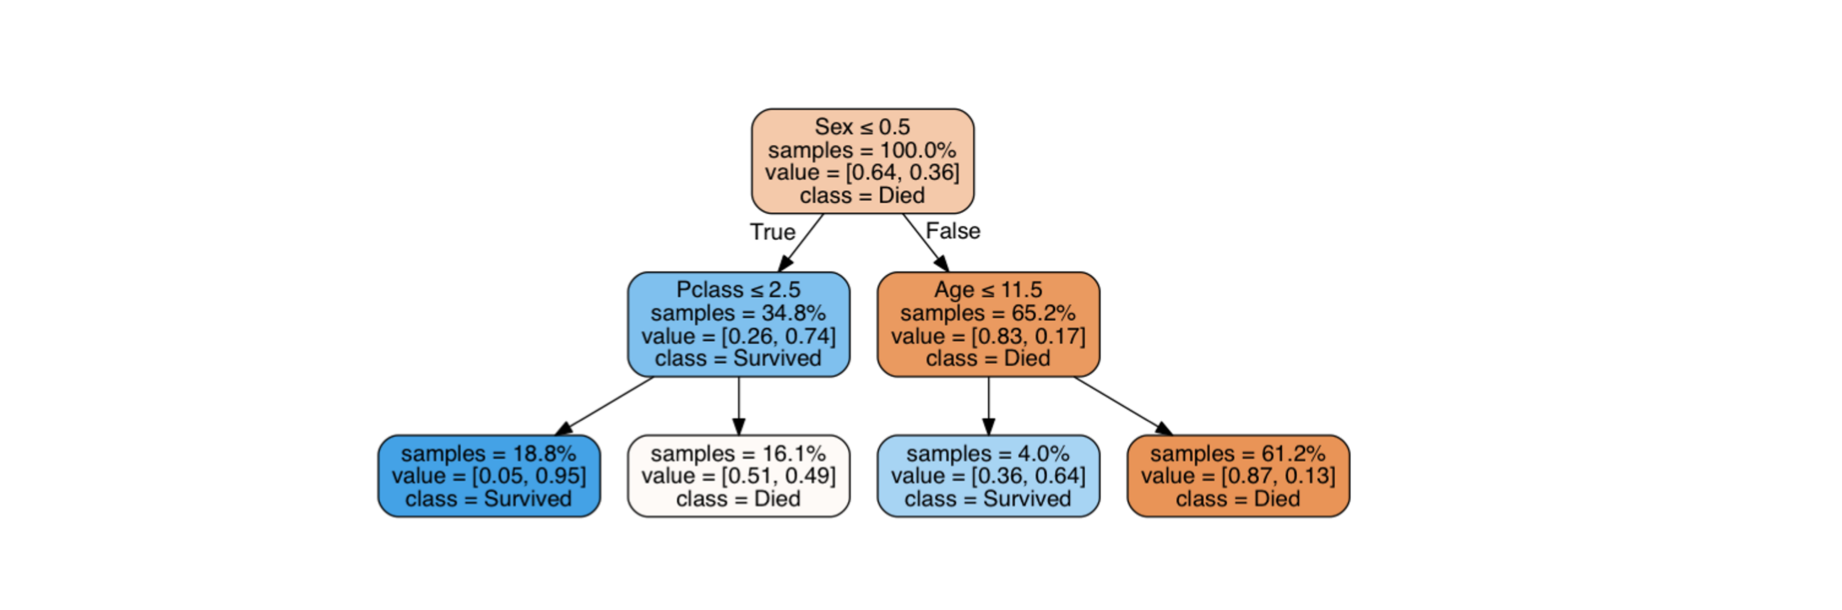 Sex ≤ 0.5
samples = 100.0%
value = [0.64, 0.36]
class = Died
True
False
Pclass ≤ 2.5
samples = 34.8%
value = [0.26, 0.74]
class = Survived
Age ≤ 11.5
samples = 65.2%
value = [0.83, 0.17]
class = Died
samples = 18.8%
value = [0.05, 0.95]
class = Survived
samples = 16.1%
value = [0.51, 0.49]
class = Died
samples = 4.0%
value = [0.36, 0.64]
class = Survived
samples = 61.2%
value = [0.87, 0.13]
class = Died